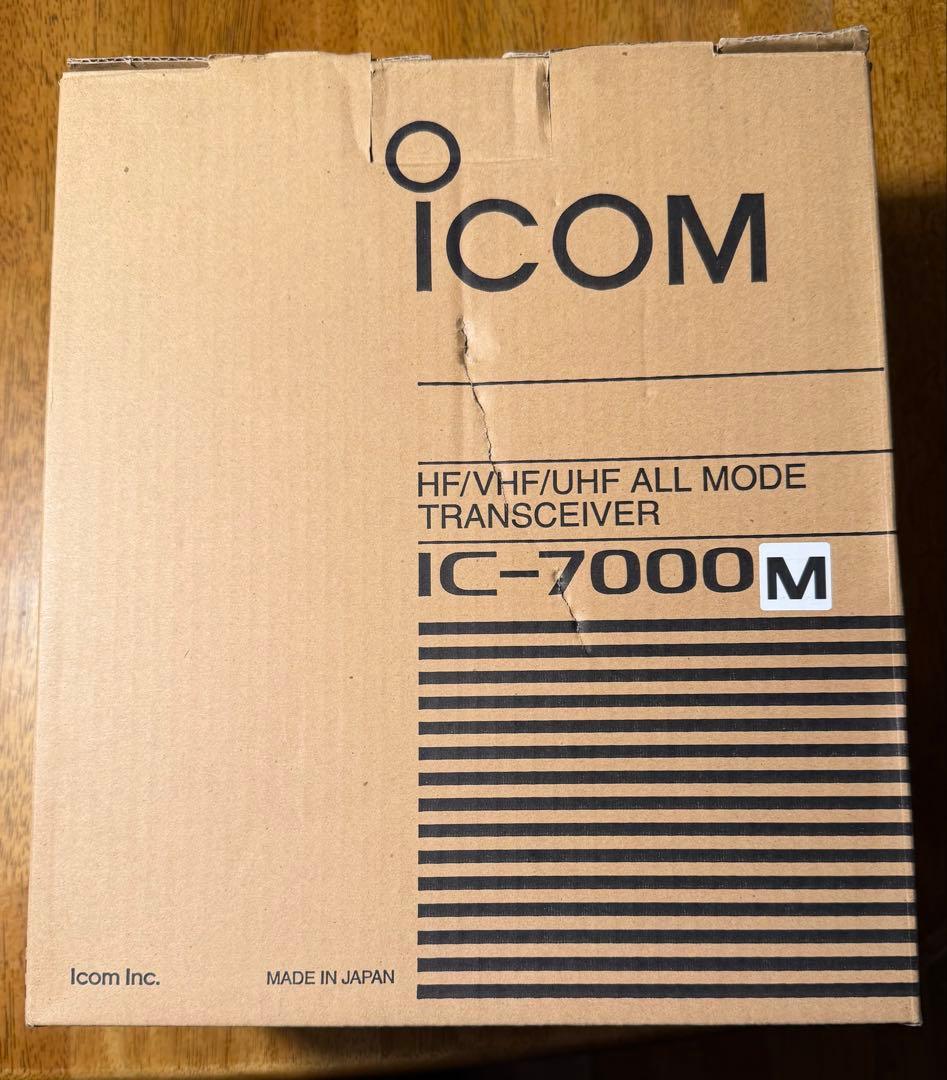 ICOM
HF/VHF/UHF ALL MODE
TRANSCEIVER
IC-7000M
Icom Inc. MADE IN JAPAN